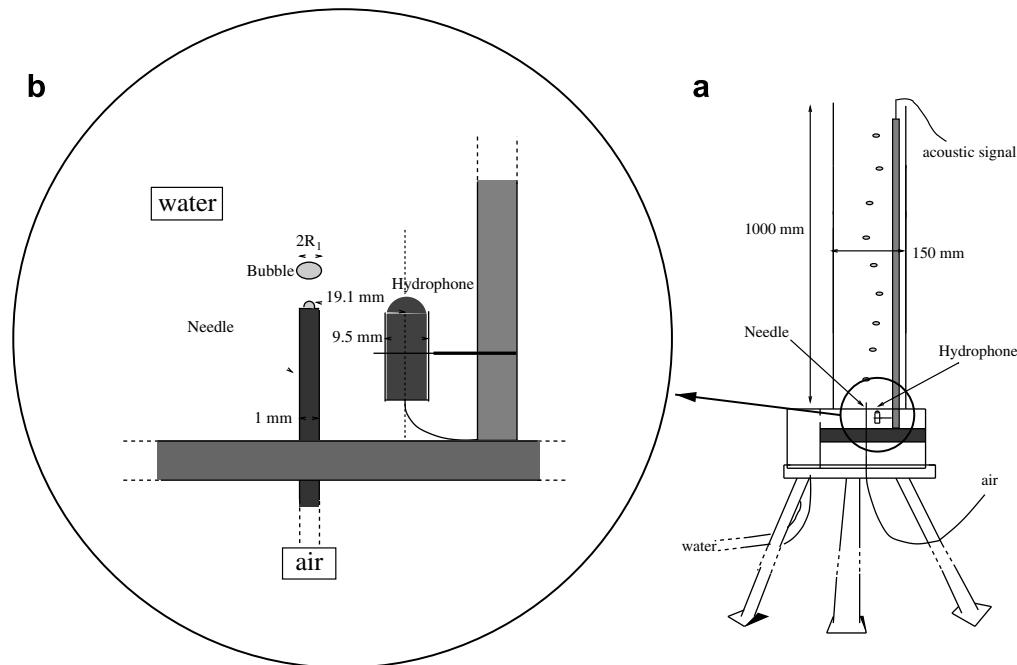 b
water
2R1
Bubble
19.1 mm
Hydrophone
Needle
9.5 mm
1 mm
air
a
acoustic signal
1000 mm
150 mm
Needle
Hydrophone
air
water